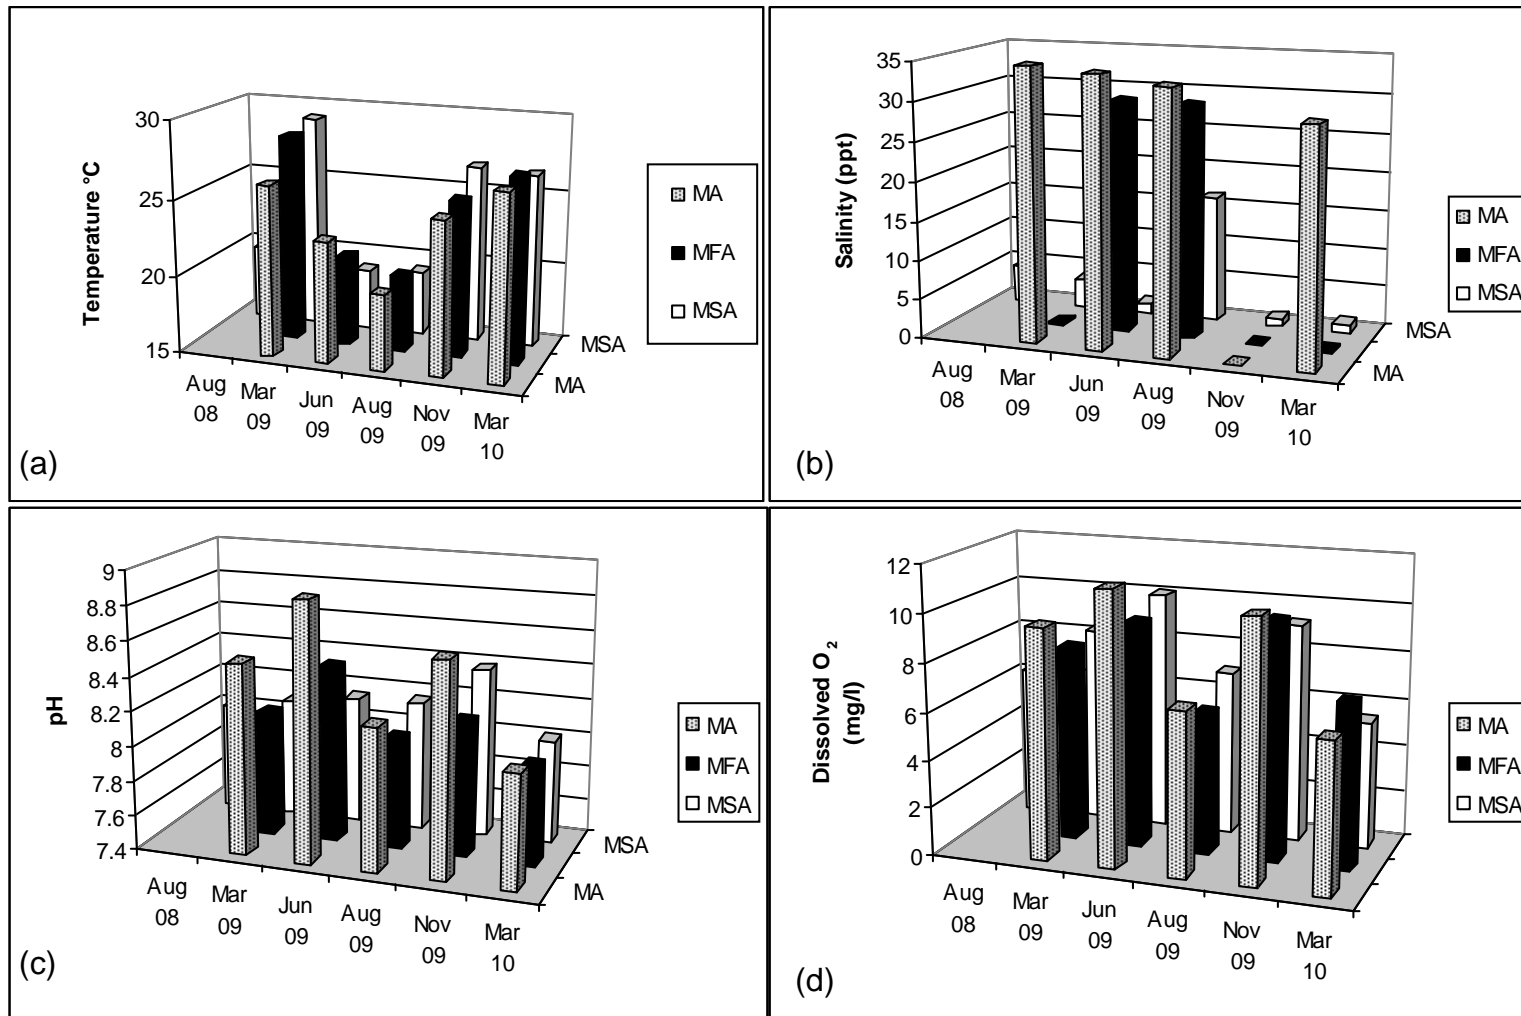 30
25
20
15
Temperature °C
Aug
08
Mar
09
Jun
09
Aug
09
Nov
09
Mar
10
MSA
MA
MA
MFA
MSA
(a)
35
30
25
20
15
10
5
0
Salinity (ppt)
Aug
08
Mar
09
Jun
09
Aug
09
Nov
09
Mar
10
MSA
MA
MA
MFA
MSA
(b)
9
8.8
8.6
8.4
8.2
8
7.8
7.6
7.4
pH
Aug
08
Mar
09
Jun
09
Aug
09
Nov
09
Mar
10
MSA
MA
MA
MFA
MSA
(c)
12
10
8
6
4
2
0
Dissolved O2
(mg/l)
Aug
08
Mar
09
Jun
09
Aug
09
Nov
09
Mar
10
MA
MFA
MSA
(d)